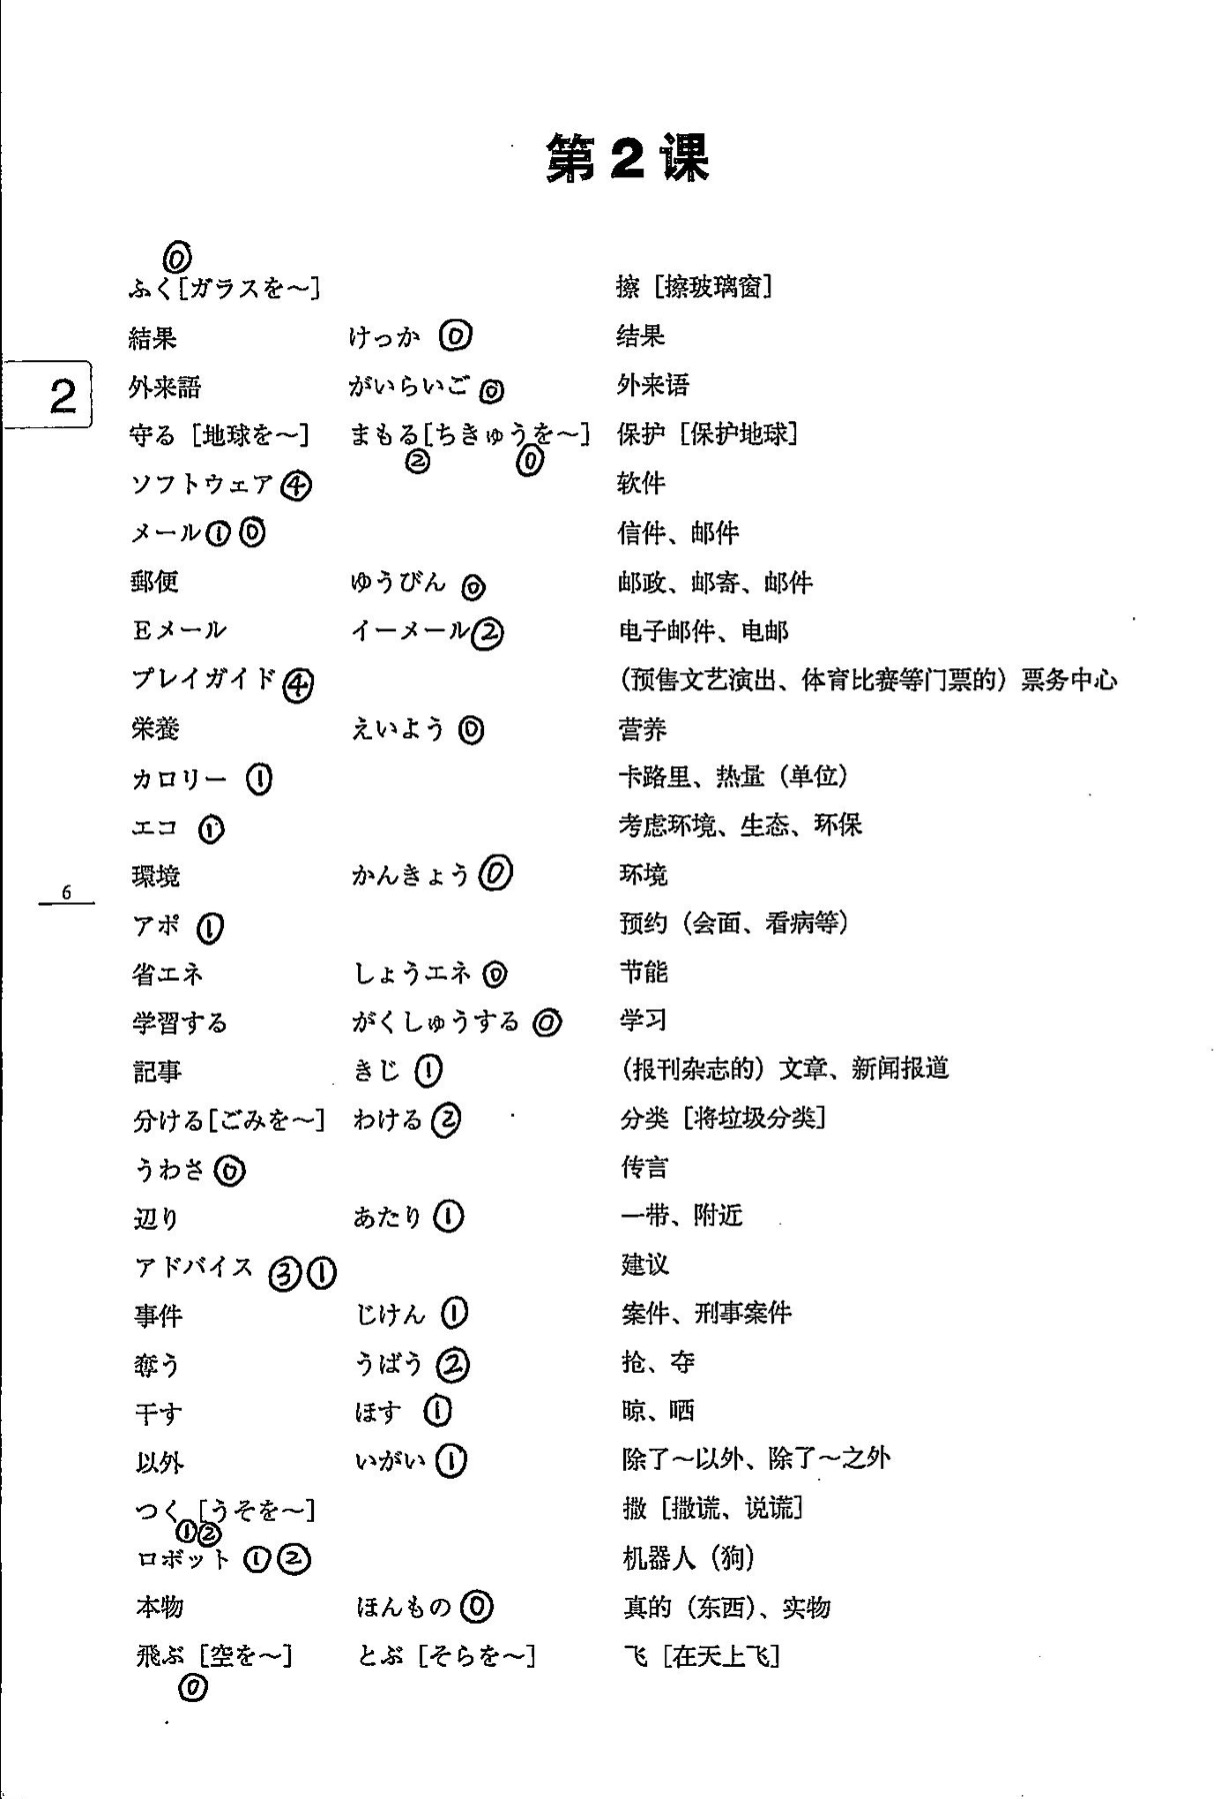 第2课
⓪
ふく[ガラスを～] 擦［擦玻璃窗］
結果 けっか ⓪ 结果
2
外来語 がいらいご ⓪ 外来语
守る［地球を～］ まもる[ちきゅうを～] 保护［保护地球］
② ⓪
ソフトウェア ④ 软件
メール ① ⓪ 信件、邮件
郵便 ゆうびん ⓪ 邮政、邮寄、邮件
Eメール イーメール ② 电子邮件、电邮
プレイガイド ④ （预售文艺演出、体育比赛等门票的）票务中心
栄養 えいよう ⓪ 营养
カロリー ① 卡路里、热量（单位）
エコ ① 考虑环境、生态、环保
環境 かんきょう ⓪ 环境
6
アポ ① 预约（会面、看病等）
省エネ しょうエネ ⓪ 节能
学習する がくしゅうする ⓪ 学习
記事 きじ ① （报刊杂志的）文章、新闻报道
分ける[ごみを～] わける ② 分类［将垃圾分类］
うわさ ⓪ 传言
辺り あたり ① 一带、附近
アドバイス ③ ① 建议
事件 じけん ① 案件、刑事案件
奪う うばう ② 抢、夺
干す ほす ① 晾、晒
以外 いがい ① 除了～以外、除了～之外
つく［うそを～］ 撒［撒谎、说谎］
① ②
ロボット ① ② 机器人（狗）
本物 ほんもの ⓪ 真的（东西）、实物
飛ぶ［空を～］ とぶ［そらを～］ 飞［在天上飞］
⓪